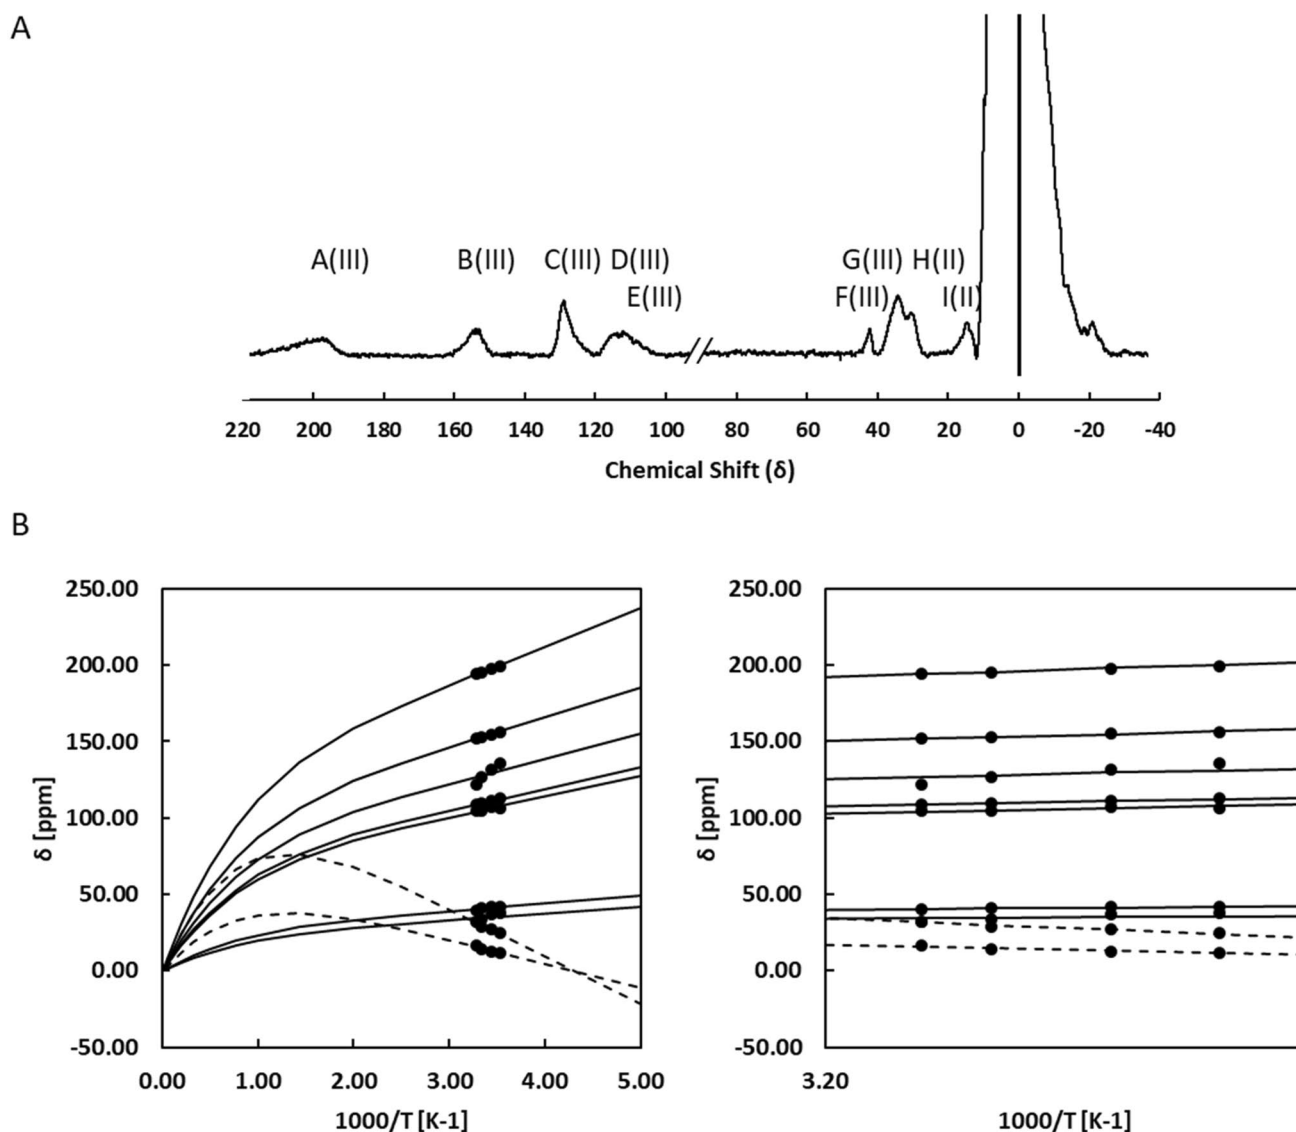 A
A(III) B(III) C(III) D(III) G(III) H(II)
E(III) F(III) I(II)
220 200 180 160 140 120 100 80 60 40 20 0 -20 -40
Chemical Shift (δ)
B
250.00 250.00
200.00 200.00
150.00 150.00
100.00 100.00
50.00 50.00
0.00 0.00
-50.00 -50.00
δ [ppm] δ [ppm]
0.00 1.00 2.00 3.00 4.00 5.00 3.20
1000/T [K-1] 1000/T [K-1]